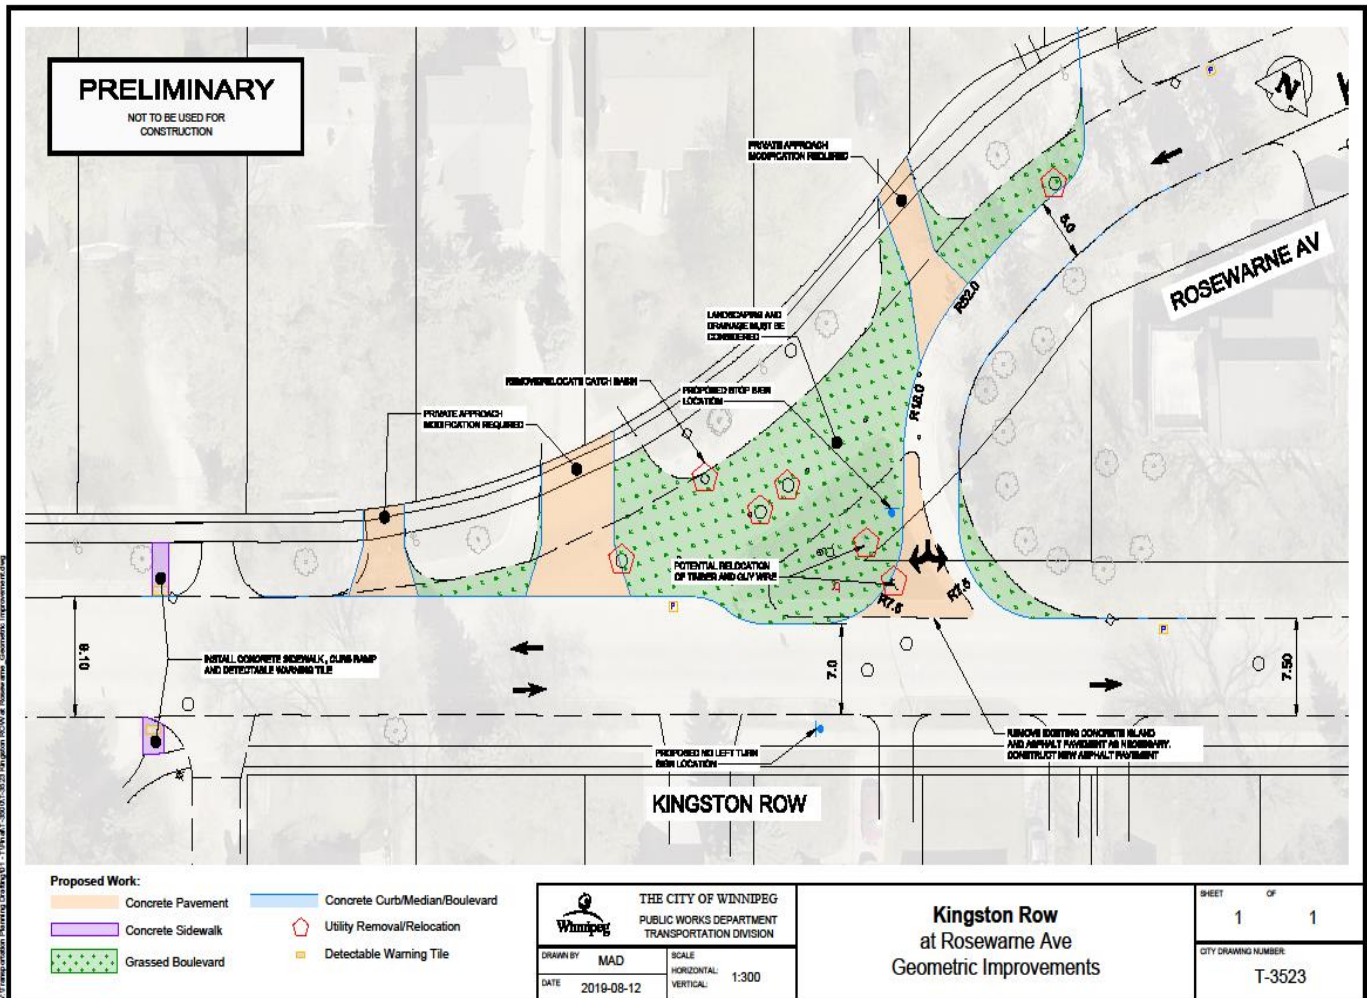 PRELIMINARY
NOT TO BE USED FOR
CONSTRUCTION
N
PRIVATE APPROACH
MODIFICATION REQUIRED
5.0
ROSEWARNE AV
R52.0
LANDSCAPING AND
DRAINAGE MUST BE
CONSIDERED
REMOVE/RELOCATE CATCH BASIN
PROPOSED STOP SIGN
LOCATION
R18.0
PRIVATE APPROACH
MODIFICATION REQUIRED
POTENTIAL RELOCATION
OF TIMBER AND GUY WIRE
R7.5
R7.5
P
P
P
9.10
INSTALL CONCRETE SIDEWALK, CURB RAMP
AND DETECTABLE WARNING TILE
7.0
7.50
PROPOSED NO LEFT TURN
SIGN LOCATION
REMOVE EXISTING CONCRETE ISLAND
AND ASPHALT PAVEMENT AS NECESSARY.
CONSTRUCT NEW ASPHALT PAVEMENT
KINGSTON ROW
Proposed Work:
Concrete Pavement
Concrete Sidewalk
Grassed Boulevard
Concrete Curb/Median/Boulevard
Utility Removal/Relocation
Detectable Warning Tile
Winnipeg
THE CITY OF WINNIPEG
PUBLIC WORKS DEPARTMENT
TRANSPORTATION DIVISION
DRAWN BY MAD
DATE 2019-08-12
SCALE
HORIZONTAL: 1:300
VERTICAL:
Kingston Row
at Rosewarne Ave
Geometric Improvements
SHEET OF
1 1
CITY DRAWING NUMBER:
T-3523